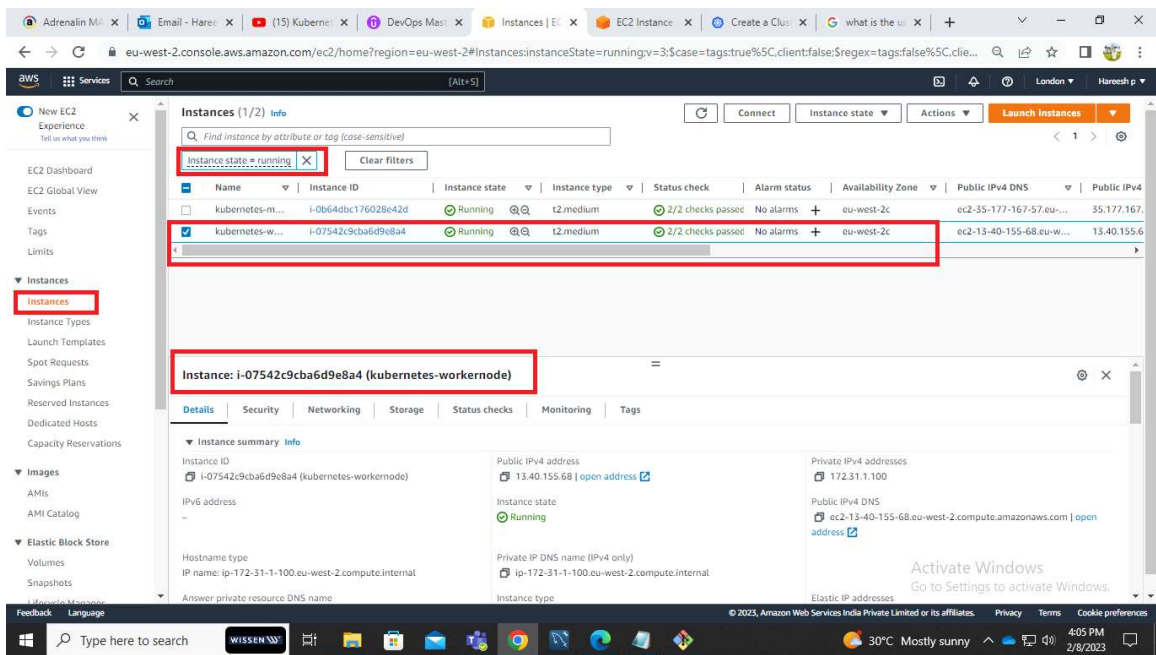 Adrenalin MA
Email - Haree
(15) Kubernet
DevOps Mast
Instances | EC
EC2 Instance
Create a Clus
what is the u
eu-west-2.console.aws.amazon.com/ec2/home?region=eu-west-2#Instances:instanceState=running;v=3;$case=tags:true%5C,client:false;$regex=tags:false%5C,clie...
aws Services Search [Alt+S] London Hareesh p
New EC2
Experience
Tell us what you think
EC2 Dashboard
EC2 Global View
Events
Tags
Limits
Instances
Instances
Instance Types
Launch Templates
Spot Requests
Savings Plans
Reserved Instances
Dedicated Hosts
Capacity Reservations
Images
AMIs
AMI Catalog
Elastic Block Store
Volumes
Snapshots
Lifecycle Manager
Instances (1/2) Info
Connect Instance state Actions Launch instances
Find instance by attribute or tag (case-sensitive)
1
Instance state = running Clear filters
Name Instance ID Instance state Instance type Status check Alarm status Availability Zone Public IPv4 DNS Public IPv4
kubernetes-m... i-0b64dbc176028e42d Running t2.medium 2/2 checks passed No alarms + eu-west-2c ec2-35-177-167-57.eu-... 35.177.167.
kubernetes-w... i-07542c9cba6d9e8a4 Running t2.medium 2/2 checks passed No alarms + eu-west-2c ec2-13-40-155-68.eu-w... 13.40.155.6
Instance: i-07542c9cba6d9e8a4 (kubernetes-workernode)
Details Security Networking Storage Status checks Monitoring Tags
Instance summary Info
Instance ID
i-07542c9cba6d9e8a4 (kubernetes-workernode)
Public IPv4 address
13.40.155.68 | open address
Private IPv4 addresses
172.31.1.100
IPv6 address
–
Instance state
Running
Public IPv4 DNS
ec2-13-40-155-68.eu-west-2.compute.amazonaws.com | open
address
Hostname type
IP name: ip-172-31-1-100.eu-west-2.compute.internal
Private IP DNS name (IPv4 only)
ip-172-31-1-100.eu-west-2.compute.internal
Answer private resource DNS name
Instance type
Elastic IP addresses
Activate Windows
Go to Settings to activate Windows.
Feedback Language © 2023, Amazon Web Services India Private Limited or its affiliates. Privacy Terms Cookie preferences
Type here to search
WISSEN
30°C Mostly sunny
4:05 PM
2/8/2023